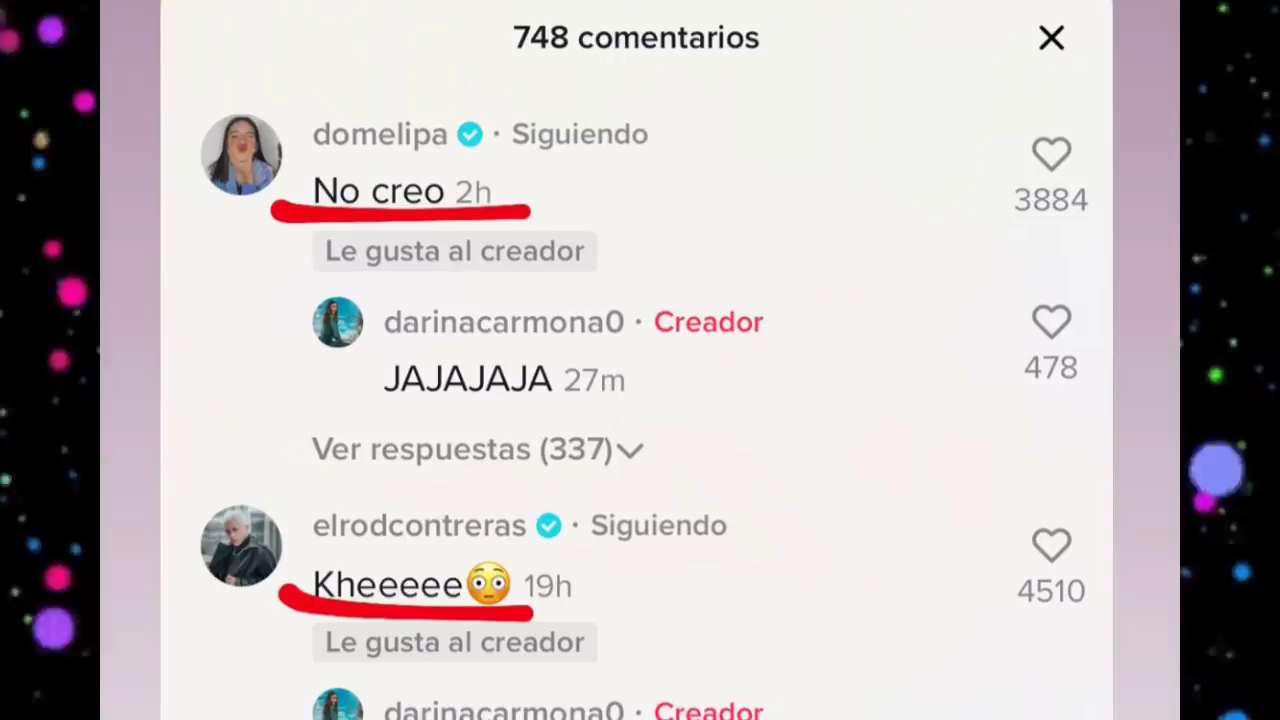 748 comentarios
domelipa · Siguiendo
No creo 2h
3884
Le gusta al creador
darinacarmona0 · Creador
JAJAJAJA 27m
478
Ver respuestas (337)
elrodcontreras · Siguiendo
Kheeeee😳 19h
4510
Le gusta al creador
darinacarmona0 · Creador